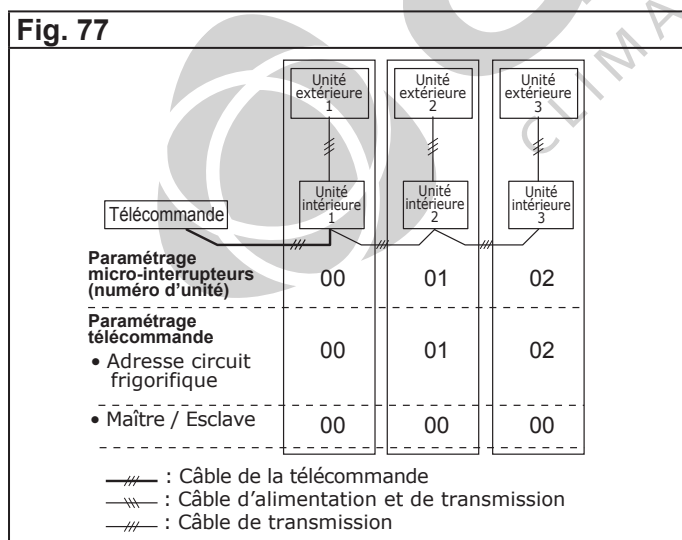 Fig. 77
Unité extérieure 1
Unité extérieure 2
Unité extérieure 3
Télécommande
Unité intérieure 1
Unité intérieure 2
Unité intérieure 3
Paramétrage
micro-interrupteurs
(numéro d'unité)
00 01 02
Paramétrage
télécommande
• Adresse circuit
frigorifique
00 01 02
• Maître / Esclave 00 00 00
: Câble de la télécommande
: Câble d'alimentation et de transmission
: Câble de transmission